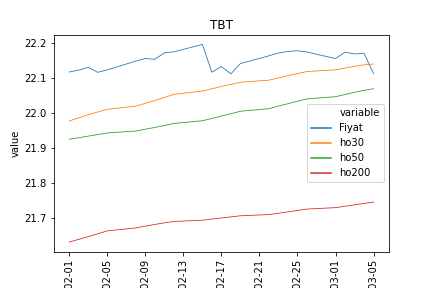 TBT
22.2
22.1
22.0
21.9
21.8
21.7
value
variable
Fiyat
ho30
ho50
ho200
02-01
02-05
02-09
02-13
02-17
02-21
02-25
03-01
03-05